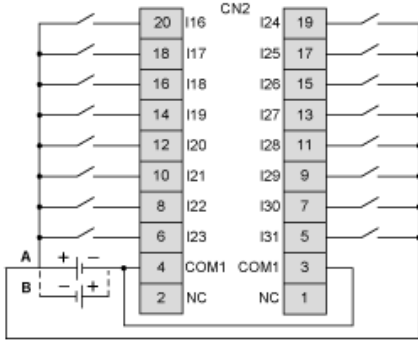 CN2
20 I16 I24 19
18 I17 I25 17
16 I18 I26 15
14 I19 I27 13
12 I20 I28 11
10 I21 I29 9
8 I22 I30 7
6 I23 I31 5
A + − 4 COM1 COM1 3
B − + 2 NC NC 1